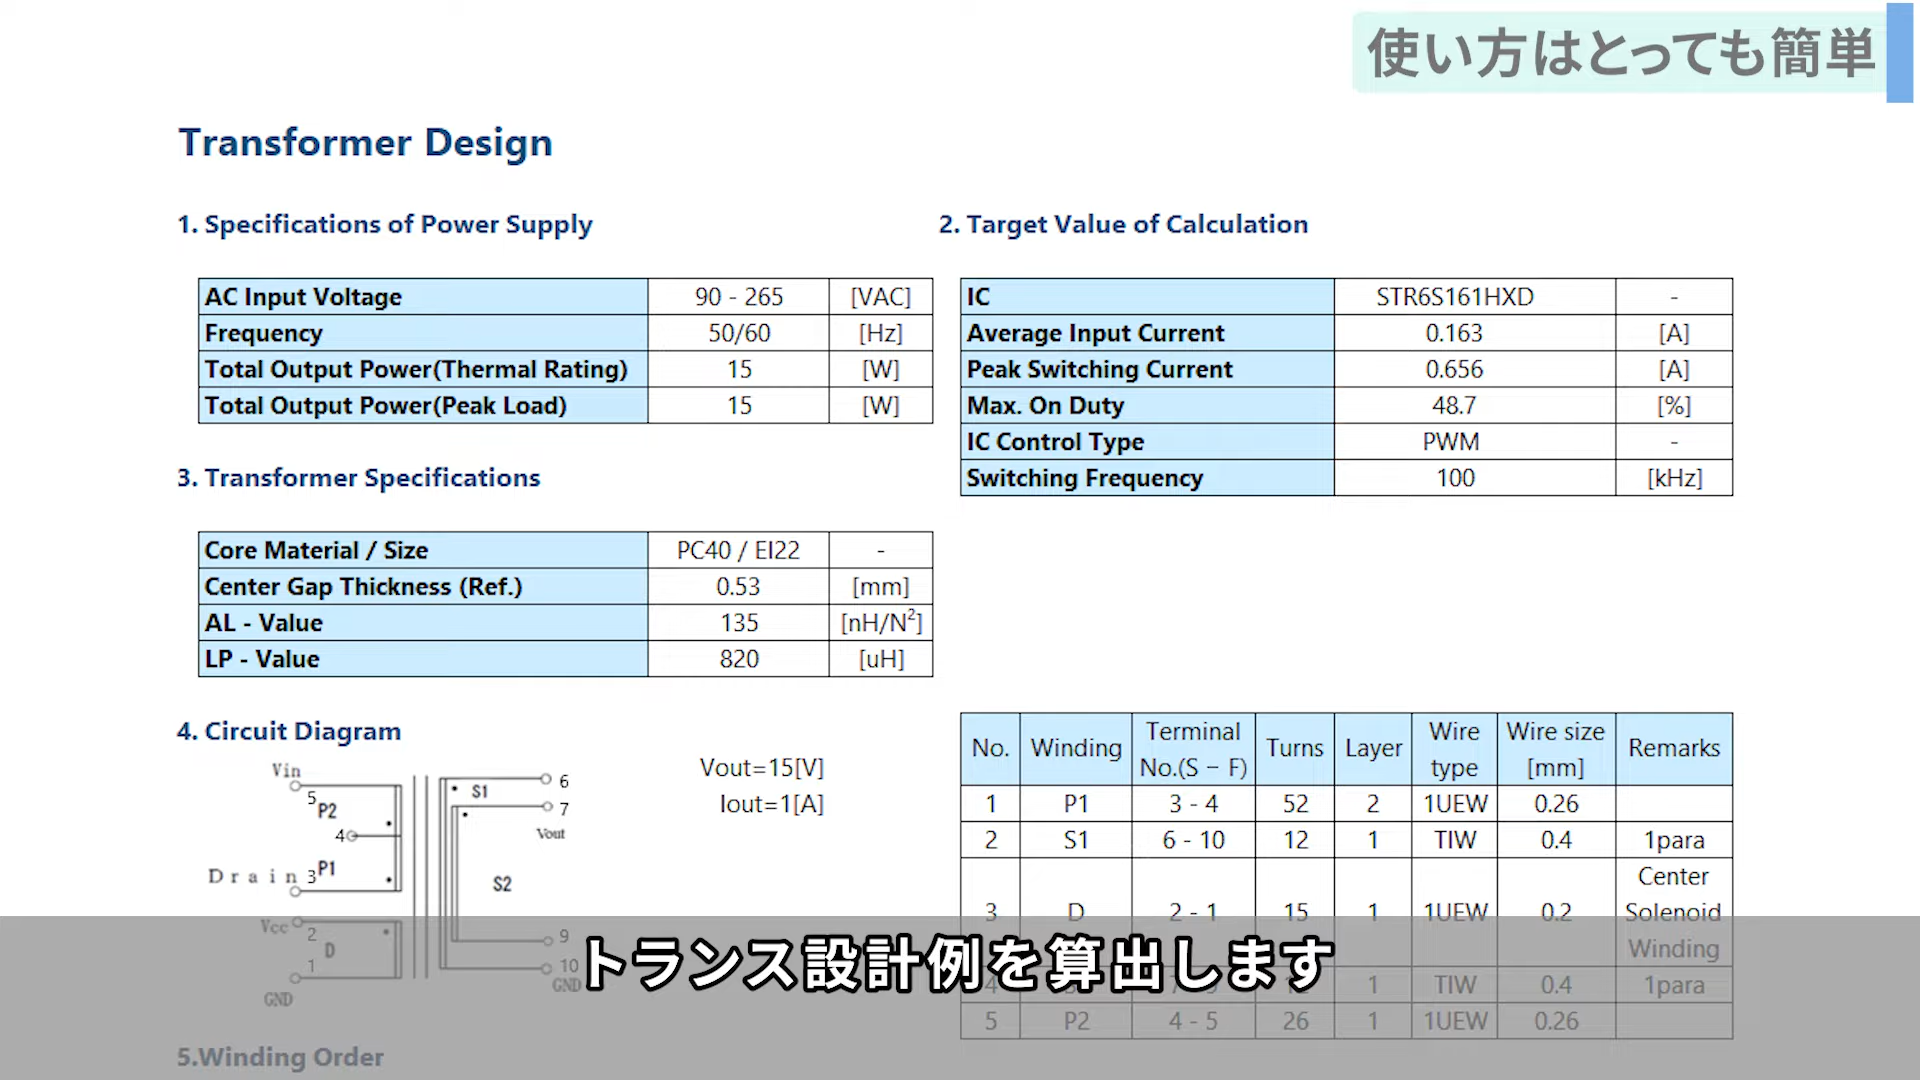 使い方はとっても簡単
Transformer Design
1. Specifications of Power Supply
AC Input Voltage 90 - 265 [VAC]
Frequency 50/60 [Hz]
Total Output Power(Thermal Rating) 15 [W]
Total Output Power(Peak Load) 15 [W]
2. Target Value of Calculation
IC STR6S161HXD -
Average Input Current 0.163 [A]
Peak Switching Current 0.656 [A]
Max. On Duty 48.7 [%]
IC Control Type PWM -
Switching Frequency 100 [kHz]
3. Transformer Specifications
Core Material / Size PC40 / EI22 -
Center Gap Thickness (Ref.) 0.53 [mm]
AL - Value 135 [nH/N²]
LP - Value 820 [uH]
4. Circuit Diagram
Vin
5
P2
4
Drain 3 P1
Vcc
2
D
1
GND
S1
6
7
Vout
S2
9
10
GND
Vout=15[V]
Iout=1[A]
No. Winding Terminal No.(S – F) Turns Layer Wire type Wire size [mm] Remarks
1 P1 3 - 4 52 2 1UEW 0.26
2 S1 6 - 10 12 1 TIW 0.4 1para
3 D 2 - 1 15 1 1UEW 0.2 Center Solenoid Winding
4 1 TIW 0.4 1para
5 P2 4 - 5 26 1 1UEW 0.26
トランス設計例を算出します
5.Winding Order